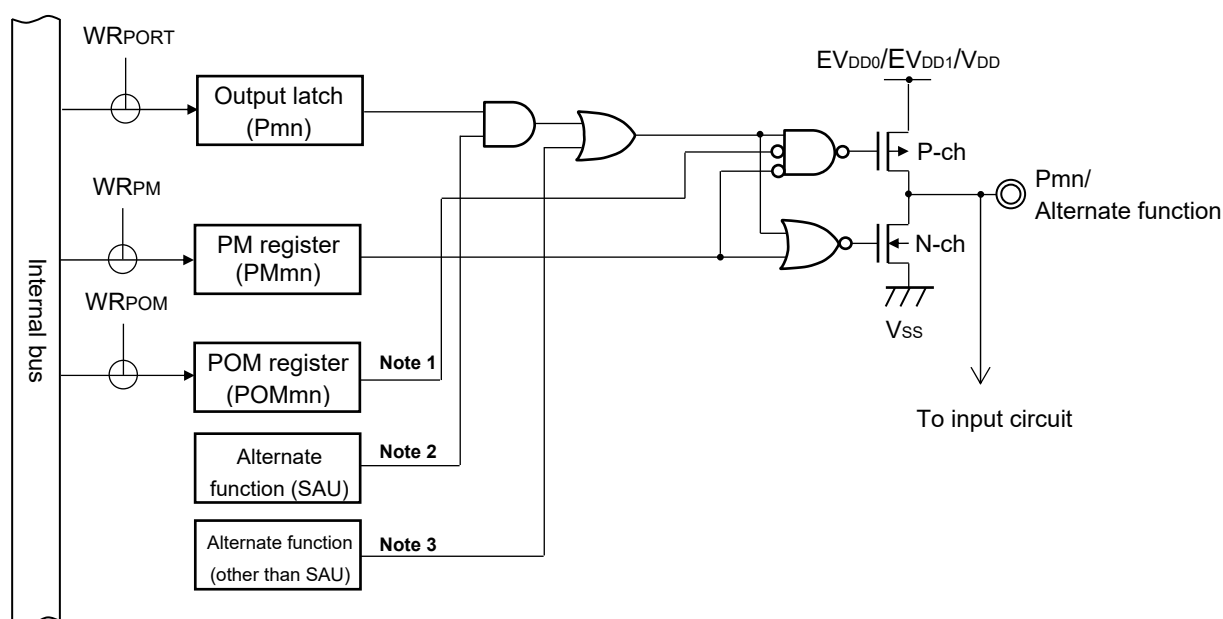 WRPORT
Output latch
(Pmn)
EVDD0/EVDD1/VDD
P-ch
Pmn/
Alternate function
WRPM
PM register
(PMmn)
N-ch
VSS
Internal bus
WRPOM
POM register
(POMmn)
Note 1
To input circuit
Alternate
function (SAU)
Note 2
Alternate function
(other than SAU)
Note 3